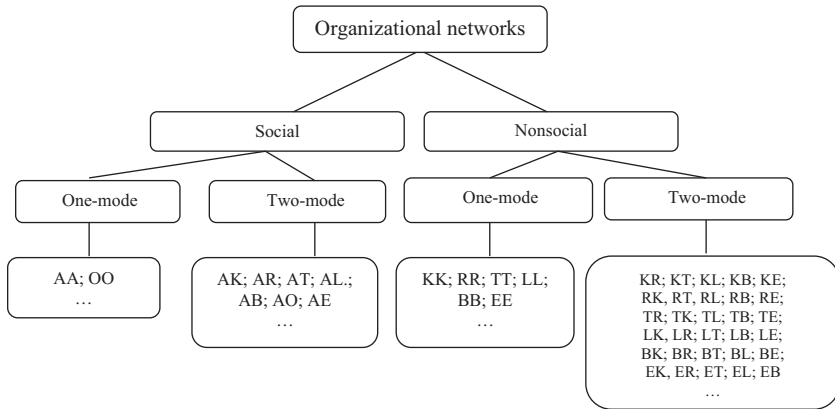 Organizational networks
Social
Nonsocial
One-mode
Two-mode
One-mode
Two-mode
AA; OO
…
AK; AR; AT; AL.;
AB; AO; AE
…
KK; RR; TT; LL;
BB; EE
…
KR; KT; KL; KB; KE;
RK, RT, RL; RB; RE;
TR; TK; TL; TB; TE;
LK, LR; LT; LB; LE;
BK; BR; BT; BL; BE;
EK, ER; ET; EL; EB
…